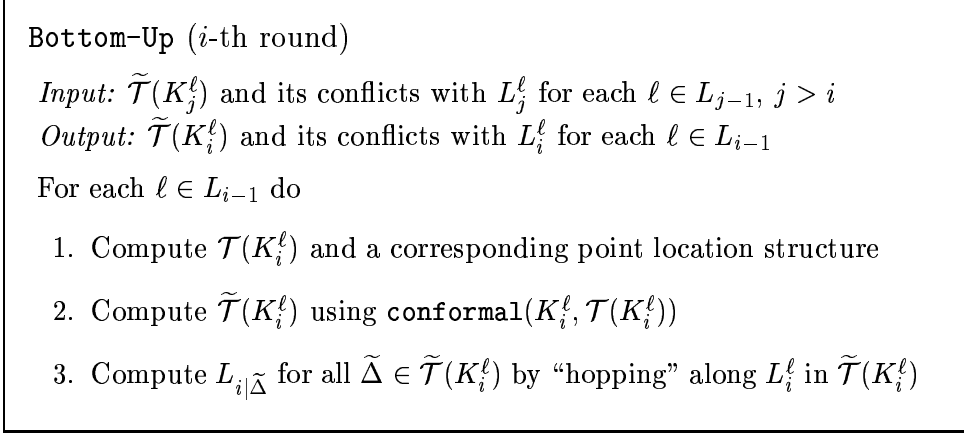 Bottom-Up (i-th round)
Input: 𝒯̃(K_j^ℓ) and its conflicts with L_j^ℓ for each ℓ ∈ L_{j−1}, j > i
Output: 𝒯̃(K_i^ℓ) and its conflicts with L_i^ℓ for each ℓ ∈ L_{i−1}
For each ℓ ∈ L_{i−1} do
1. Compute 𝒯(K_i^ℓ) and a corresponding point location structure
2. Compute 𝒯̃(K_i^ℓ) using conformal(K_i^ℓ, 𝒯(K_i^ℓ))
3. Compute L_{i|Δ̃} for all Δ̃ ∈ 𝒯̃(K_i^ℓ) by “hopping” along L_i^ℓ in 𝒯̃(K_i^ℓ)